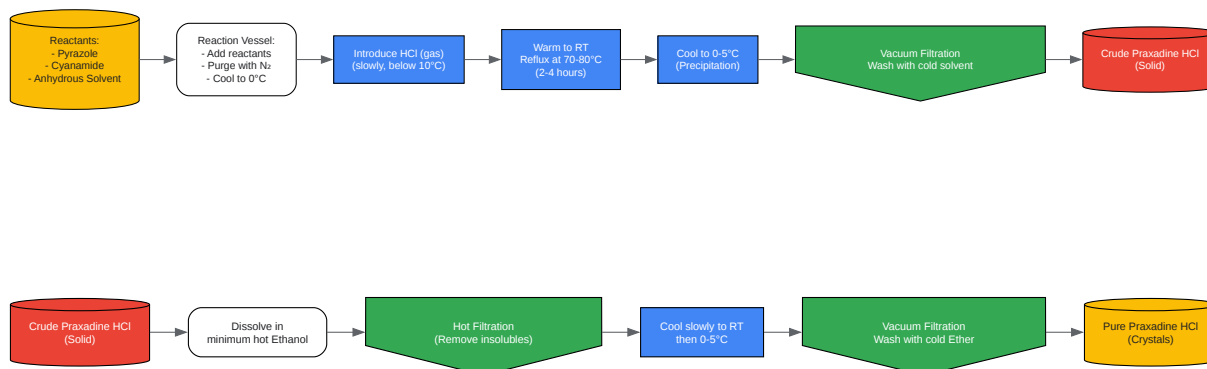 Reactants:
- Pyrazole
- Cyanamide
- Anhydrous Solvent
Reaction Vessel:
- Add reactants
- Purge with N₂
- Cool to 0°C
Introduce HCl (gas)
(slowly, below 10°C)
Warm to RT
Reflux at 70-80°C
(2-4 hours)
Cool to 0-5°C
(Precipitation)
Vacuum Filtration
Wash with cold solvent
Crude Praxadine HCl
(Solid)
Crude Praxadine HCl
(Solid)
Dissolve in
minimum hot Ethanol
Hot Filtration
(Remove insolubles)
Cool slowly to RT
then 0-5°C
Vacuum Filtration
Wash with cold Ether
Pure Praxadine HCl
(Crystals)